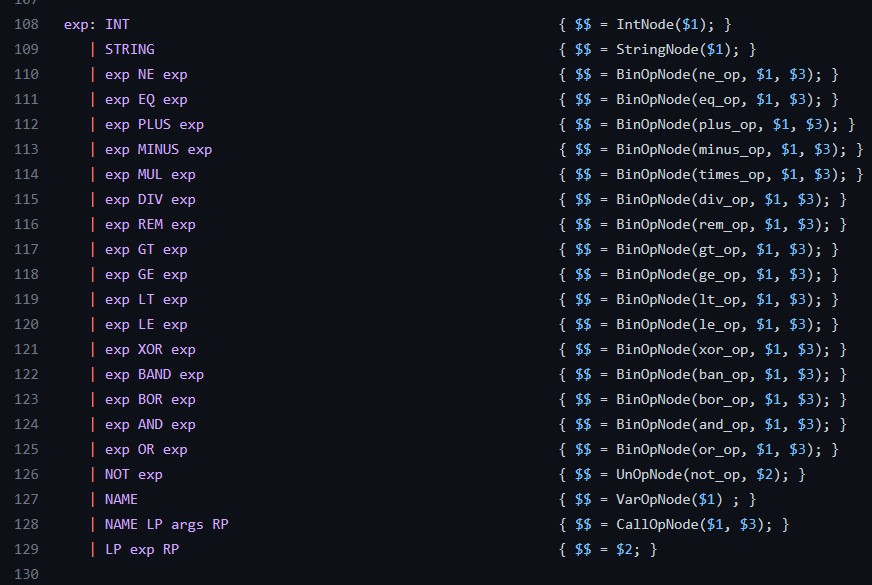 108 exp: INT { $$ = IntNode($1); }
109 | STRING { $$ = StringNode($1); }
110 | exp NE exp { $$ = BinOpNode(ne_op, $1, $3); }
111 | exp EQ exp { $$ = BinOpNode(eq_op, $1, $3); }
112 | exp PLUS exp { $$ = BinOpNode(plus_op, $1, $3); }
113 | exp MINUS exp { $$ = BinOpNode(minus_op, $1, $3); }
114 | exp MUL exp { $$ = BinOpNode(times_op, $1, $3); }
115 | exp DIV exp { $$ = BinOpNode(div_op, $1, $3); }
116 | exp REM exp { $$ = BinOpNode(rem_op, $1, $3); }
117 | exp GT exp { $$ = BinOpNode(gt_op, $1, $3); }
118 | exp GE exp { $$ = BinOpNode(ge_op, $1, $3); }
119 | exp LT exp { $$ = BinOpNode(lt_op, $1, $3); }
120 | exp LE exp { $$ = BinOpNode(le_op, $1, $3); }
121 | exp XOR exp { $$ = BinOpNode(xor_op, $1, $3); }
122 | exp BAND exp { $$ = BinOpNode(ban_op, $1, $3); }
123 | exp BOR exp { $$ = BinOpNode(bor_op, $1, $3); }
124 | exp AND exp { $$ = BinOpNode(and_op, $1, $3); }
125 | exp OR exp { $$ = BinOpNode(or_op, $1, $3); }
126 | NOT exp { $$ = UnOpNode(not_op, $2); }
127 | NAME { $$ = VarOpNode($1) ; }
128 | NAME LP args RP { $$ = CallOpNode($1, $3); }
129 | LP exp RP { $$ = $2; }
130